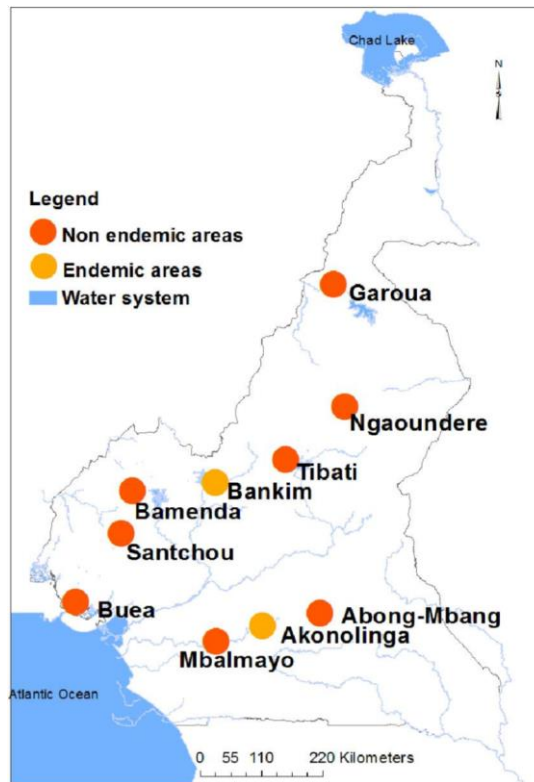 Chad Lake
N
Legend
Non endemic areas
Endemic areas
Water system
Garoua
Ngaoundere
Tibati
Bankim
Bamenda
Santchou
Buea
Abong-Mbang
Akonolinga
Mbalmayo
Atlantic Ocean
0 55 110 220 Kilometers